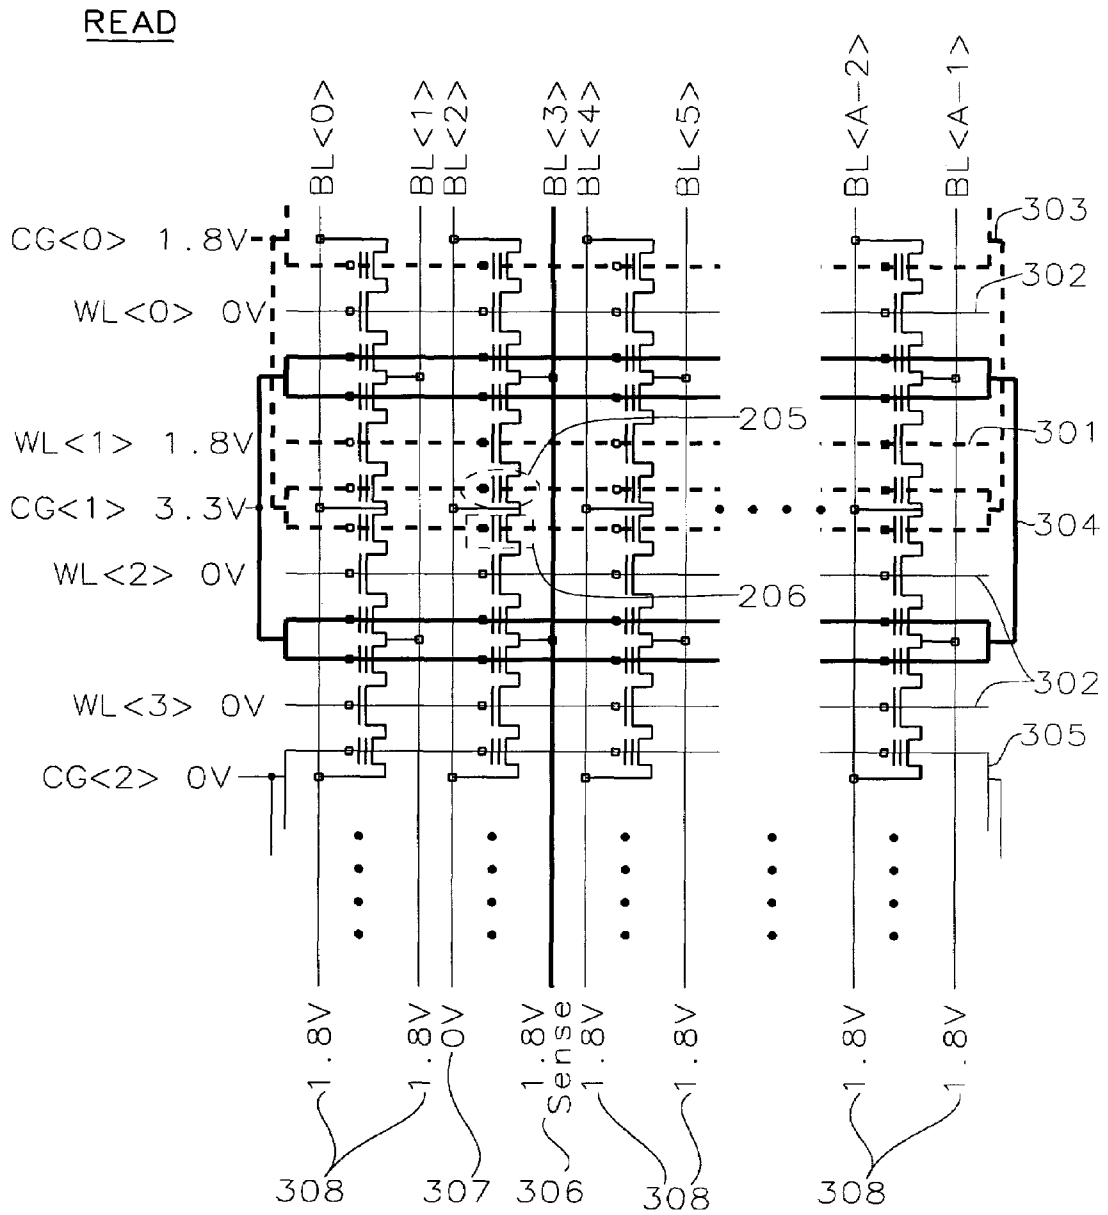 READ
BL<0>
BL<1>
BL<2>
BL<3>
BL<4>
BL<5>
BL<A-2>
BL<A-1>
CG<0> 1.8V
303
WL<0> 0V
302
205
WL<1> 1.8V
301
CG<1> 3.3V
304
WL<2> 0V
206
302
WL<3> 0V
305
CG<2> 0V
1.8V
1.8V
0V
1.8V
Sense
1.8V
1.8V
1.8V
1.8V
308
307
306
308
308